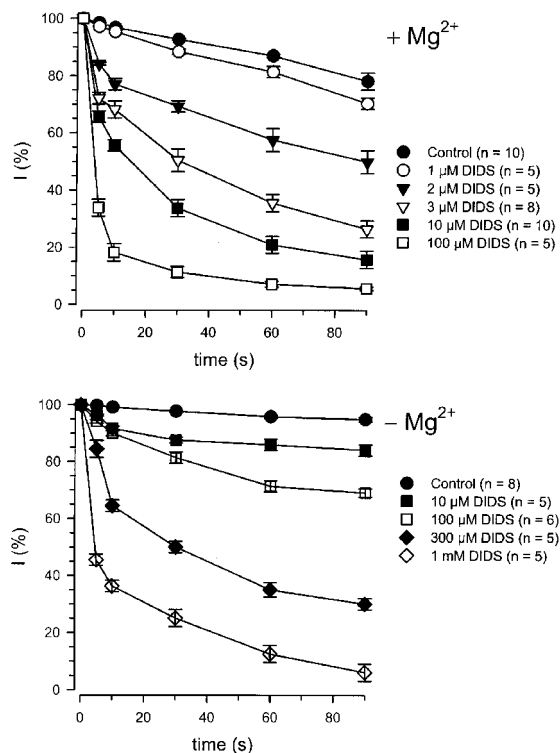 100
80
60
40
20
0
I (%)
0 20 40 60 80
time (s)
+ Mg2+
Control (n = 10)
1 µM DIDS (n = 5)
2 µM DIDS (n = 5)
3 µM DIDS (n = 8)
10 µM DIDS (n = 10)
100 µM DIDS (n = 5)
100
80
60
40
20
0
I (%)
0 20 40 60 80
time (s)
– Mg2+
Control (n = 8)
10 µM DIDS (n = 5)
100 µM DIDS (n = 6)
300 µM DIDS (n = 5)
1 mM DIDS (n = 5)